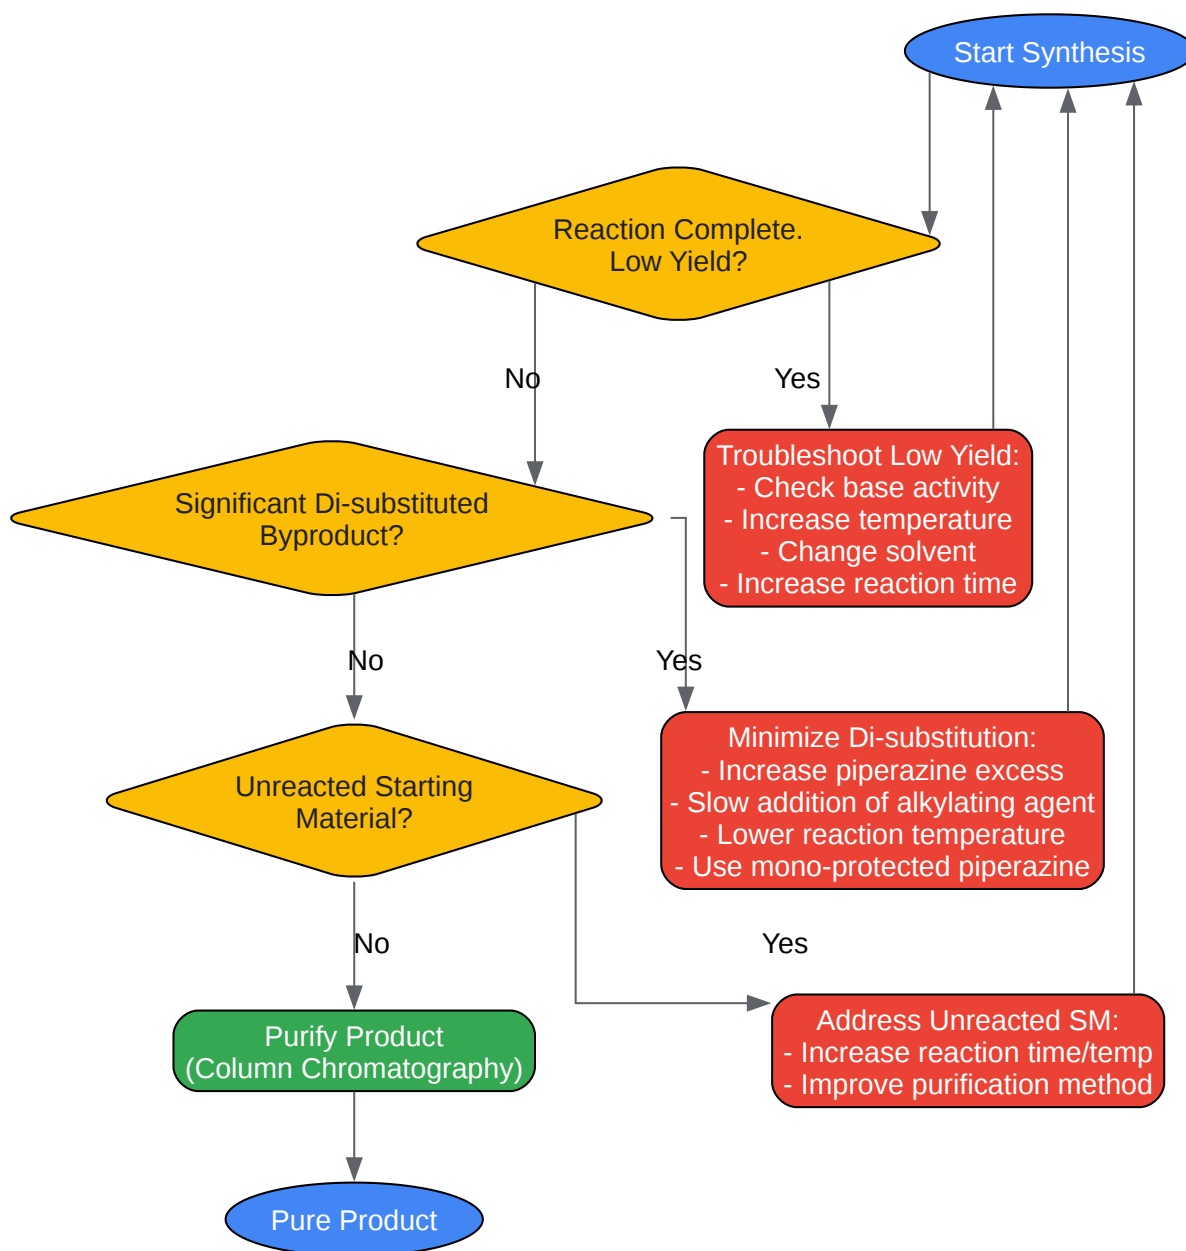 Start Synthesis
Reaction Complete.
Low Yield?
No
Yes
Troubleshoot Low Yield:
- Check base activity
- Increase temperature
- Change solvent
- Increase reaction time
Significant Di-substituted
Byproduct?
No
Yes
Minimize Di-substitution:
- Increase piperazine excess
- Slow addition of alkylating agent
- Lower reaction temperature
- Use mono-protected piperazine
Unreacted Starting
Material?
No
Yes
Purify Product
(Column Chromatography)
Address Unreacted SM:
- Increase reaction time/temp
- Improve purification method
Pure Product